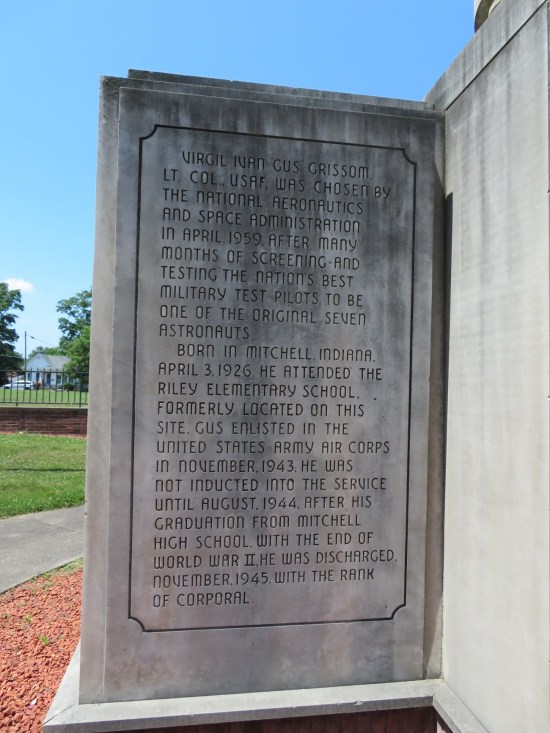 VIRGIL IVAN "GUS" GRISSOM,
LT. COL., USAF, WAS CHOSEN BY
THE NATIONAL AERONAUTICS
AND SPACE ADMINISTRATION
IN APRIL, 1959, AFTER MANY
MONTHS OF SCREENING AND
TESTING THE NATION'S BEST
MILITARY TEST PILOTS, TO BE
ONE OF THE ORIGINAL SEVEN
ASTRONAUTS.
BORN IN MITCHELL, INDIANA,
APRIL 3, 1926, HE ATTENDED THE
RILEY ELEMENTARY SCHOOL,
FORMERLY LOCATED ON THIS
SITE. GUS ENLISTED IN THE
UNITED STATES ARMY AIR CORPS
IN NOVEMBER, 1943. HE WAS
NOT INDUCTED INTO THE SERVICE
UNTIL AUGUST, 1944, AFTER HIS
GRADUATION FROM MITCHELL
HIGH SCHOOL. WITH THE END OF
WORLD WAR II, HE WAS DISCHARGED,
NOVEMBER, 1945, WITH THE RANK
OF CORPORAL.